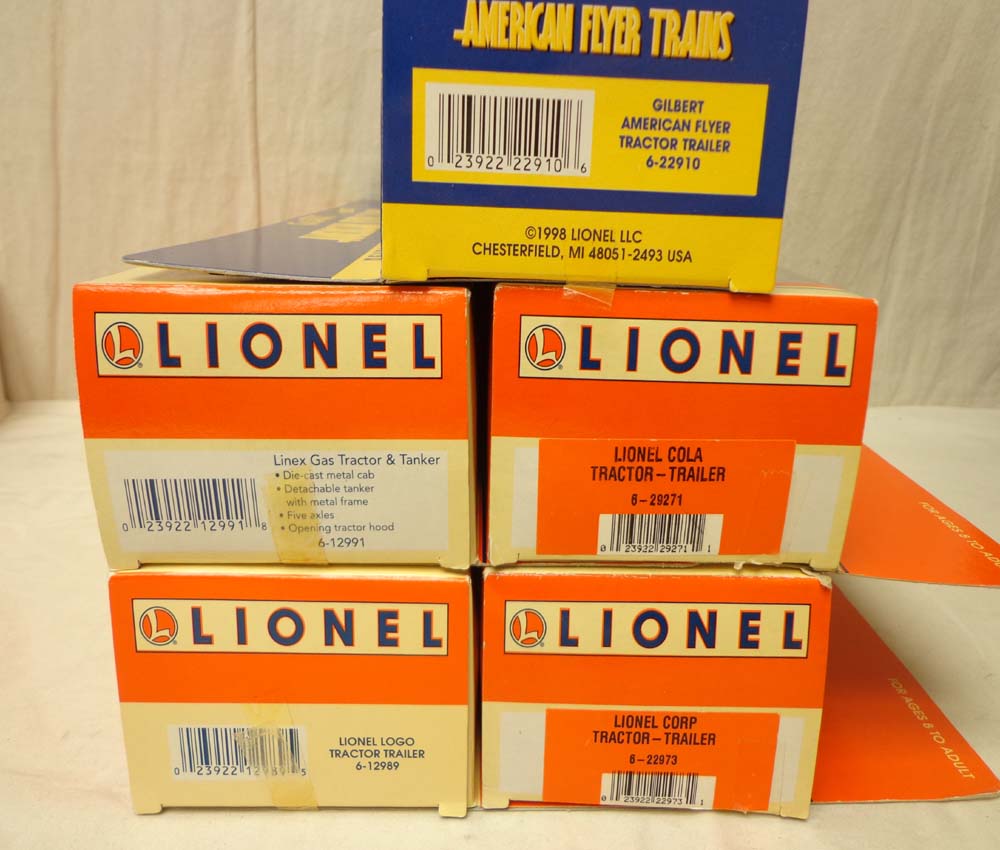 AMERICAN FLYER TRAINS
GILBERT
AMERICAN FLYER
TRACTOR TRAILER
6-22910
0 23922 22910 6
©1998 LIONEL LLC
CHESTERFIELD, MI 48051-2493 USA
L LIONEL
Linex Gas Tractor & Tanker
• Die-cast metal cab
• Detachable tanker
with metal frame
• Five axles
• Opening tractor hood
6-12991
0 23922 12991 8
L LIONEL
LIONEL COLA
TRACTOR-TRAILER
6-29271
0 23922 29271 1
FOR AGES 8 TO ADULT
L LIONEL
LIONEL LOGO
TRACTOR TRAILER
6-12989
0 23922 12989 5
L LIONEL
LIONEL CORP
TRACTOR-TRAILER
6-22973
0 23922 22973 1
FOR AGES 8 TO ADULT